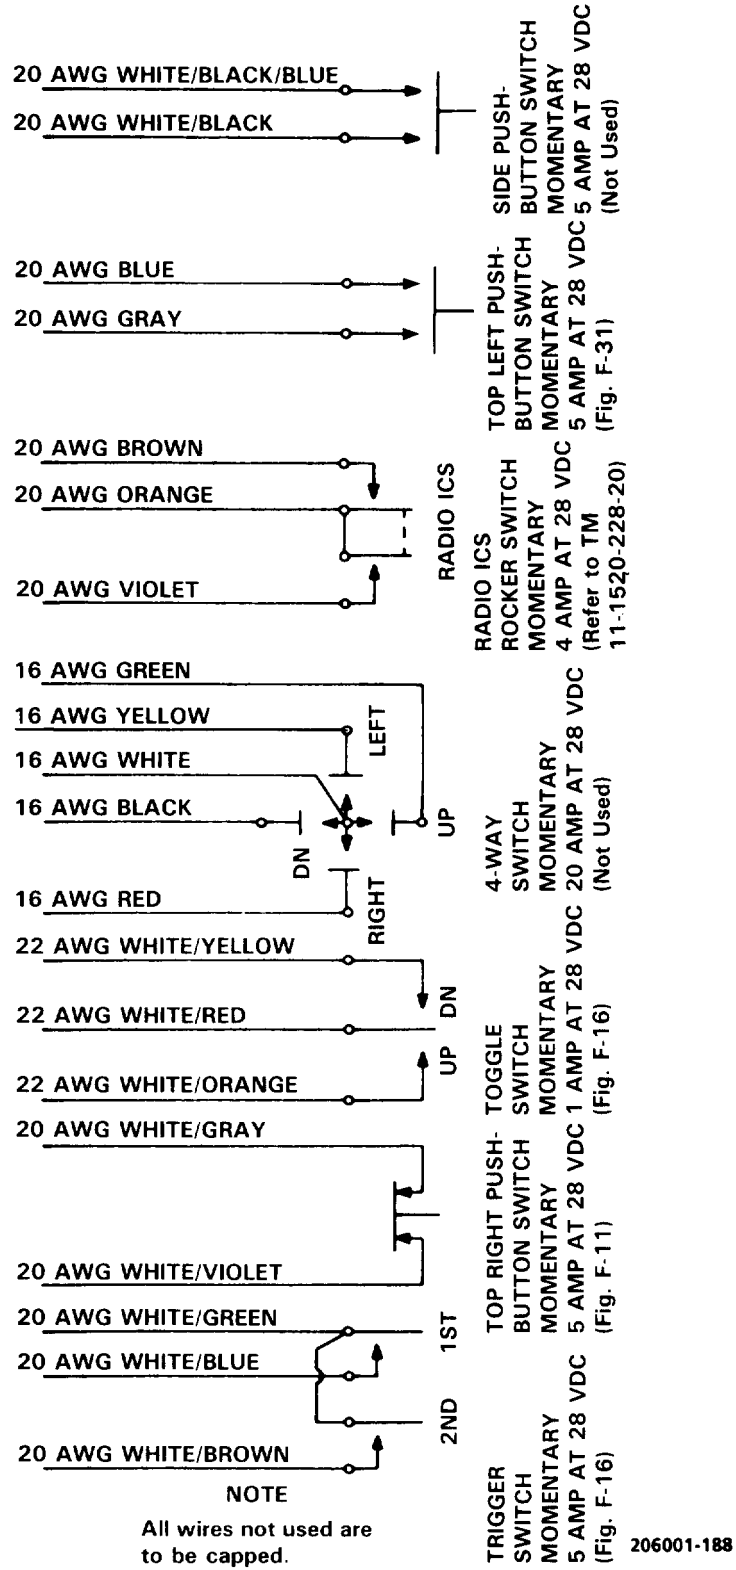 20 AWG WHITE/BLACK/BLUE
20 AWG WHITE/BLACK
SIDE PUSH-
BUTTON SWITCH
MOMENTARY
5 AMP AT 28 VDC
(Not Used)
20 AWG BLUE
20 AWG GRAY
TOP LEFT PUSH-
BUTTON SWITCH
MOMENTARY
5 AMP AT 28 VDC
(Fig. F-31)
20 AWG BROWN
20 AWG ORANGE
20 AWG VIOLET
RADIO ICS
RADIO ICS
ROCKER SWITCH
MOMENTARY
4 AMP AT 28 VDC
(Refer to TM
11-1520-228-20)
16 AWG GREEN
16 AWG YELLOW
16 AWG WHITE
16 AWG BLACK
16 AWG RED
LEFT
UP
DN
RIGHT
4-WAY
SWITCH
MOMENTARY
20 AMP AT 28 VDC
(Not Used)
22 AWG WHITE/YELLOW
22 AWG WHITE/RED
22 AWG WHITE/ORANGE
DN
UP
TOGGLE
SWITCH
MOMENTARY
1 AMP AT 28 VDC
(Fig. F-16)
20 AWG WHITE/GRAY
20 AWG WHITE/VIOLET
TOP RIGHT PUSH-
BUTTON SWITCH
MOMENTARY
5 AMP AT 28 VDC
(Fig. F-11)
20 AWG WHITE/GREEN
20 AWG WHITE/BLUE
20 AWG WHITE/BROWN
1ST
2ND
TRIGGER
SWITCH
MOMENTARY
5 AMP AT 28 VDC
(Fig. F-16)
NOTE
All wires not used are
to be capped.
206001-188